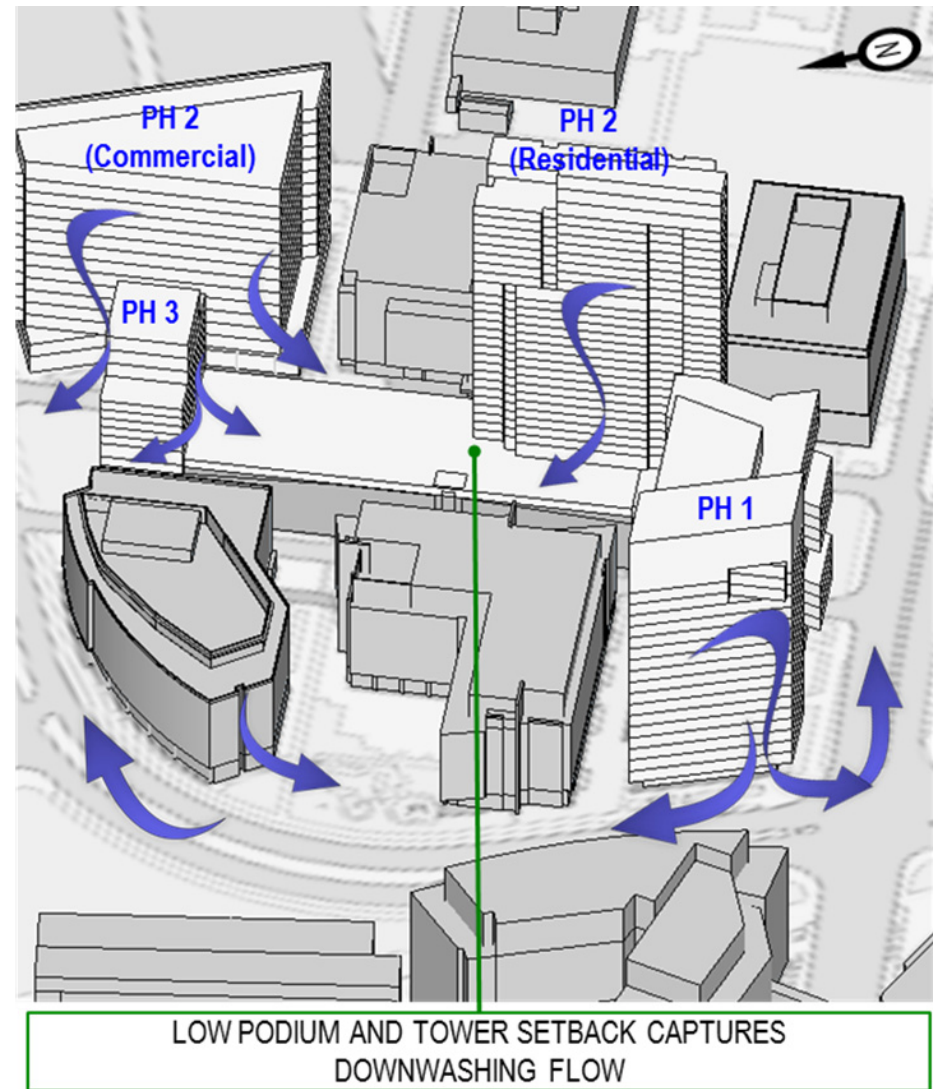 N
PH 2
(Commercial)
PH 2
(Residential)
PH 3
PH 1
LOW PODIUM AND TOWER SETBACK CAPTURES
DOWNWASHING FLOW